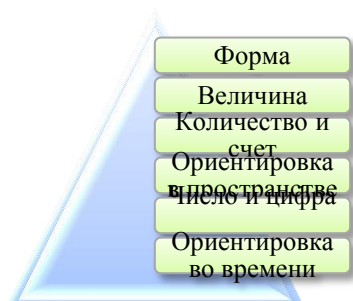 Форма
Величина
Количество и
счет
Ориентировка
в пространстве
Число и цифра
Ориентировка
во времени